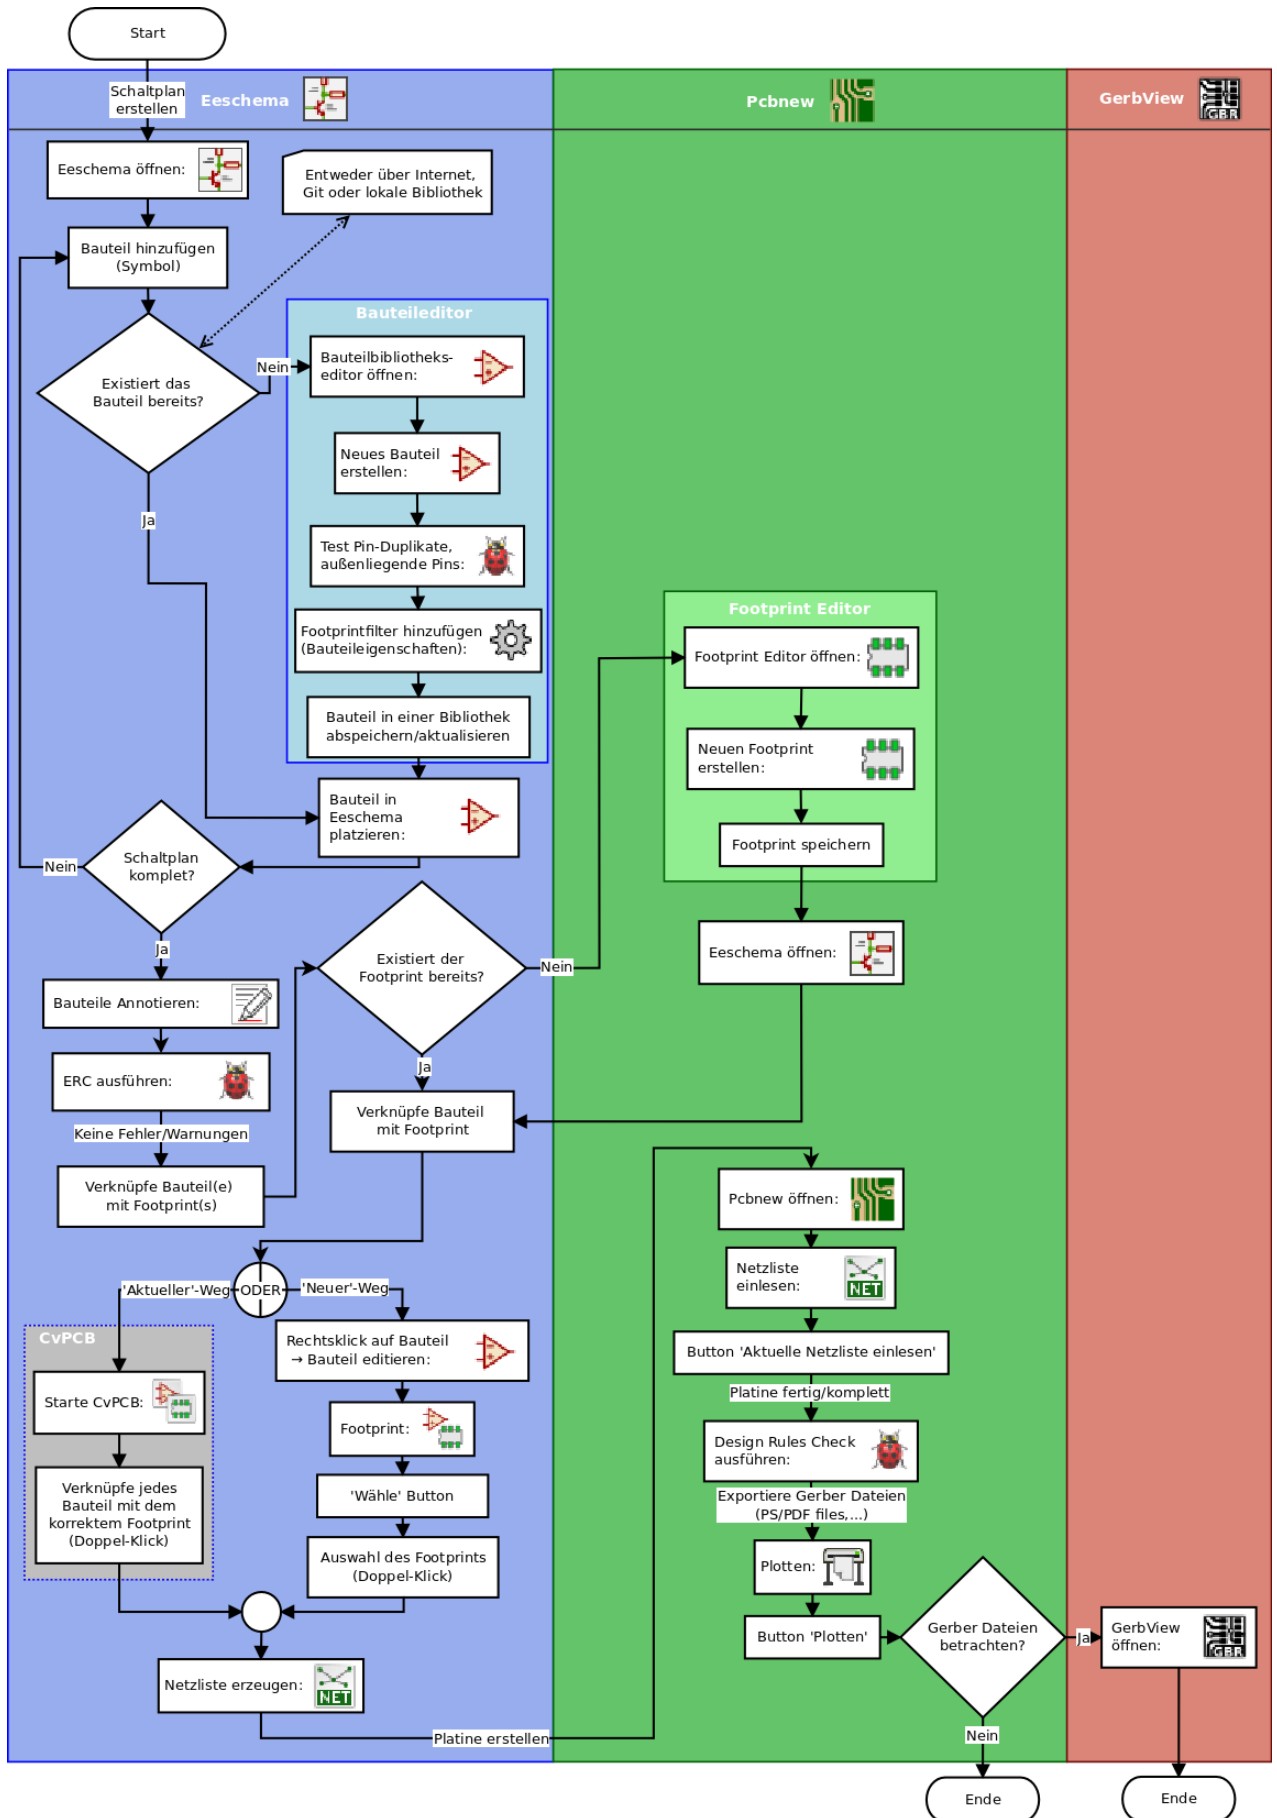 Start
Schaltplan
erstellen
Eeschema
Pcbnew
GerbView
GBR
Eeschema öffnen:
Entweder über Internet,
Git oder lokale Bibliothek
Bauteil hinzufügen
(Symbol)
Existiert das
Bauteil bereits?
Nein
Ja
Bauteileditor
Bauteilbibliotheks-
editor öffnen:
Neues Bauteil
erstellen:
Test Pin-Duplikate,
außenliegende Pins:
Footprintfilter hinzufügen
(Bauteileigenschaften):
Bauteil in einer Bibliothek
abspeichern/aktualisieren
Bauteil in
Eeschema
platzieren:
Schaltplan
komplet?
Nein
Ja
Bauteile Annotieren:
ERC ausführen:
Keine Fehler/Warnungen
Verknüpfe Bauteil(e)
mit Footprint(s)
Existiert der
Footprint bereits?
Nein
Ja
Footprint Editor
Footprint Editor öffnen:
Neuen Footprint
erstellen:
Footprint speichern
Eeschema öffnen:
Verknüpfe Bauteil
mit Footprint
'Aktueller'-Weg
ODER
'Neuer'-Weg
CvPCB
Starte CvPCB:
Verknüpfe jedes
Bauteil mit dem
korrektem Footprint
(Doppel-Klick)
Rechtsklick auf Bauteil
→ Bauteil editieren:
Footprint:
'Wähle' Button
Auswahl des Footprints
(Doppel-Klick)
Netzliste erzeugen:
NET
Platine erstellen
Pcbnew öffnen:
Netzliste
einlesen:
NET
Button 'Aktuelle Netzliste einlesen'
Platine fertig/komplett
Design Rules Check
ausführen:
Exportiere Gerber Dateien
(PS/PDF files,...)
Plotten:
Button 'Plotten'
Gerber Dateien
betrachten?
Ja
Nein
GerbView
öffnen:
GBR
Ende
Ende